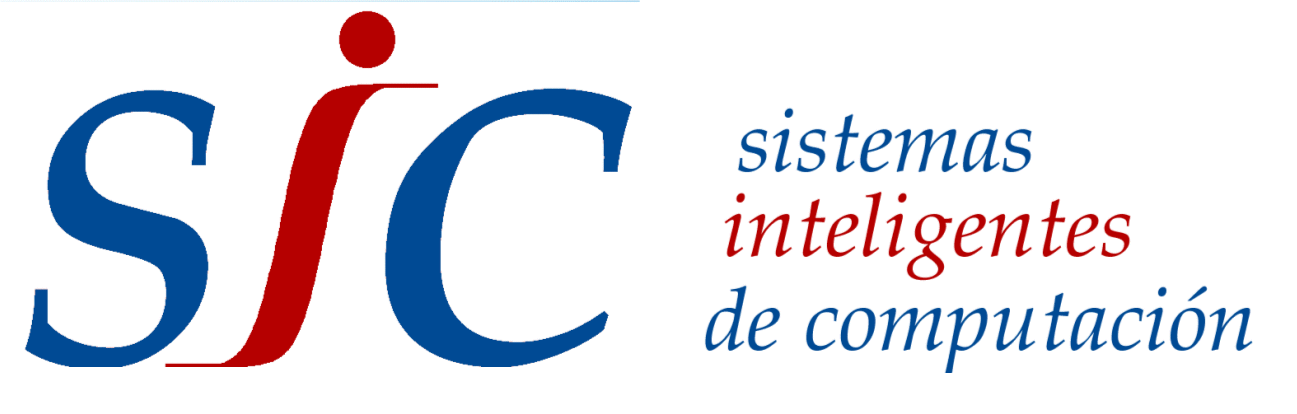 sic
sistemas
inteligentes
de computación